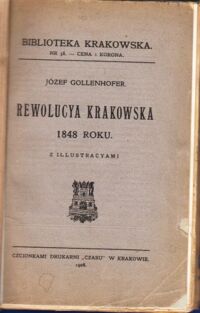 BIBLIOTEKA KRAKOWSKA.
NR 38. — CENA 1 KORONA.
JÓZEF GOLLENHOFER.
REWOLUCYA KRAKOWSKA
1848 ROKU.
Z ILLUSTRACYAMI
CZCIONKAMI DRUKARNI „CZASU” W KRAKOWIE.
1908.